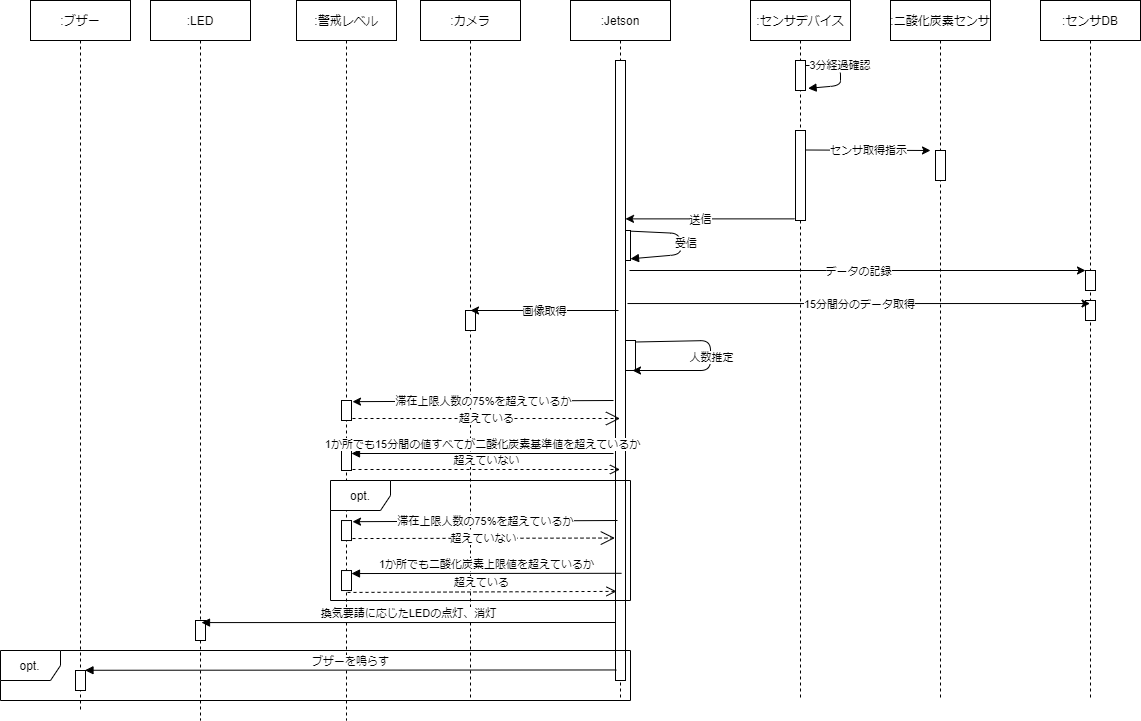 :ブザー
:LED
:警戒レベル
:カメラ
:Jetson
:センサデバイス
:二酸化炭素センサ
:センサDB
3分経過確認
センサ取得指示
送信
受信
データの記録
15分間分のデータ取得
画像取得
人数推定
滞在上限人数の75%を超えているか
超えている
1か所でも15分間の値すべてが二酸化炭素基準値を超えているか
超えていない
opt.
滞在上限人数の75%を超えているか
超えていない
1か所でも二酸化炭素上限値を超えているか
超えている
換気要請に応じたLEDの点灯、消灯
opt.
ブザーを鳴らす